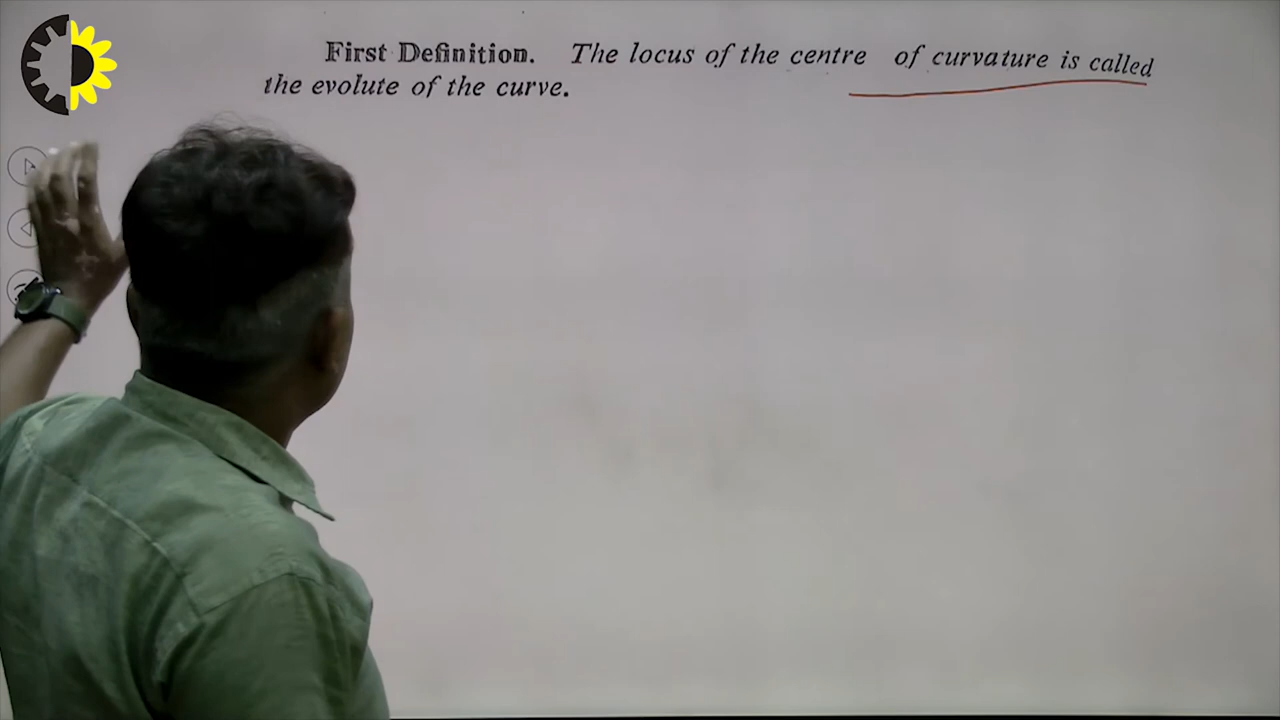 First Definition. The locus of the centre of curvature is called
the evolute of the curve.